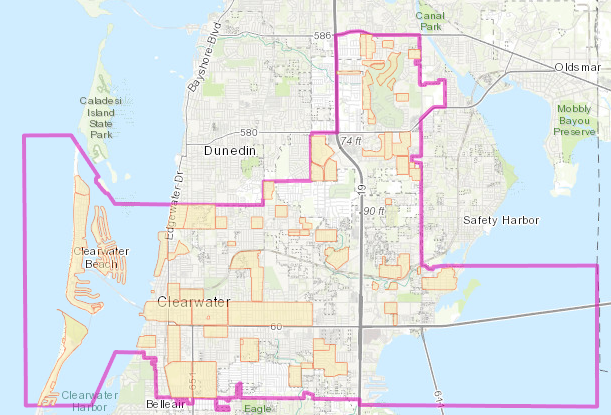 Canal
Park
586
Bayshore-Blvd
Oldsmar
Caladesi
Island
State
Park
Mobbly
Bayou
Preserve
580
74 ft
Dunedin
19
Edgewater-Dr
90 ft
Safety Harbor
Clearwater
Beach
Clearwater
60
651
611
Clearwater
Harbor
Belleair
Eagle